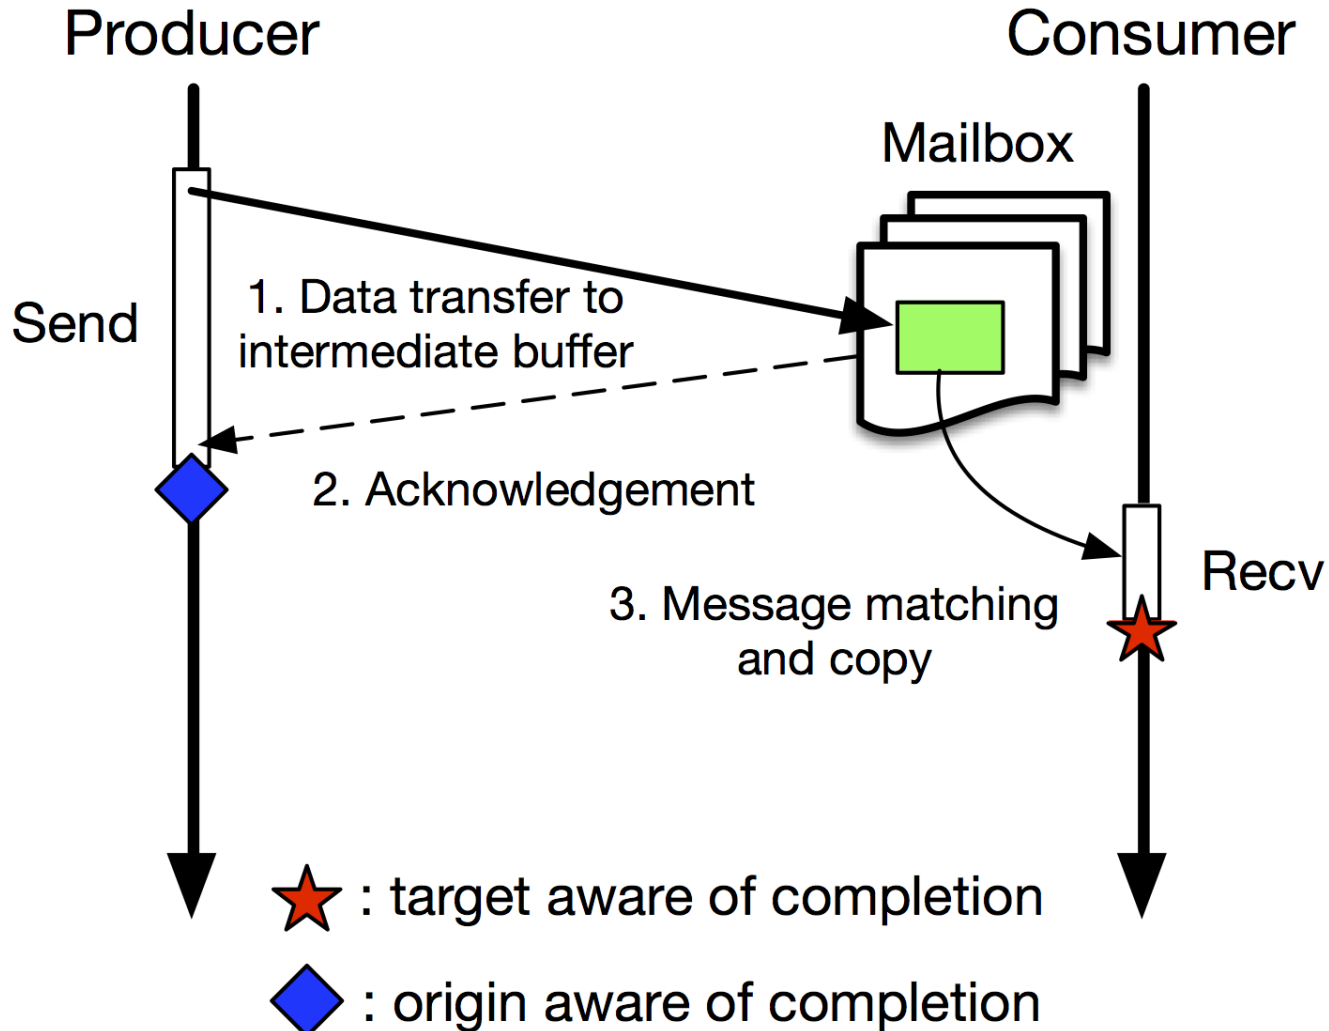 Producer
Consumer
Mailbox
Send
1. Data transfer to
intermediate buffer
2. Acknowledgement
Recv
3. Message matching
and copy
: target aware of completion
: origin aware of completion